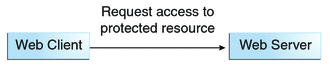 Request access to
protected resource
Web Client
Web Server